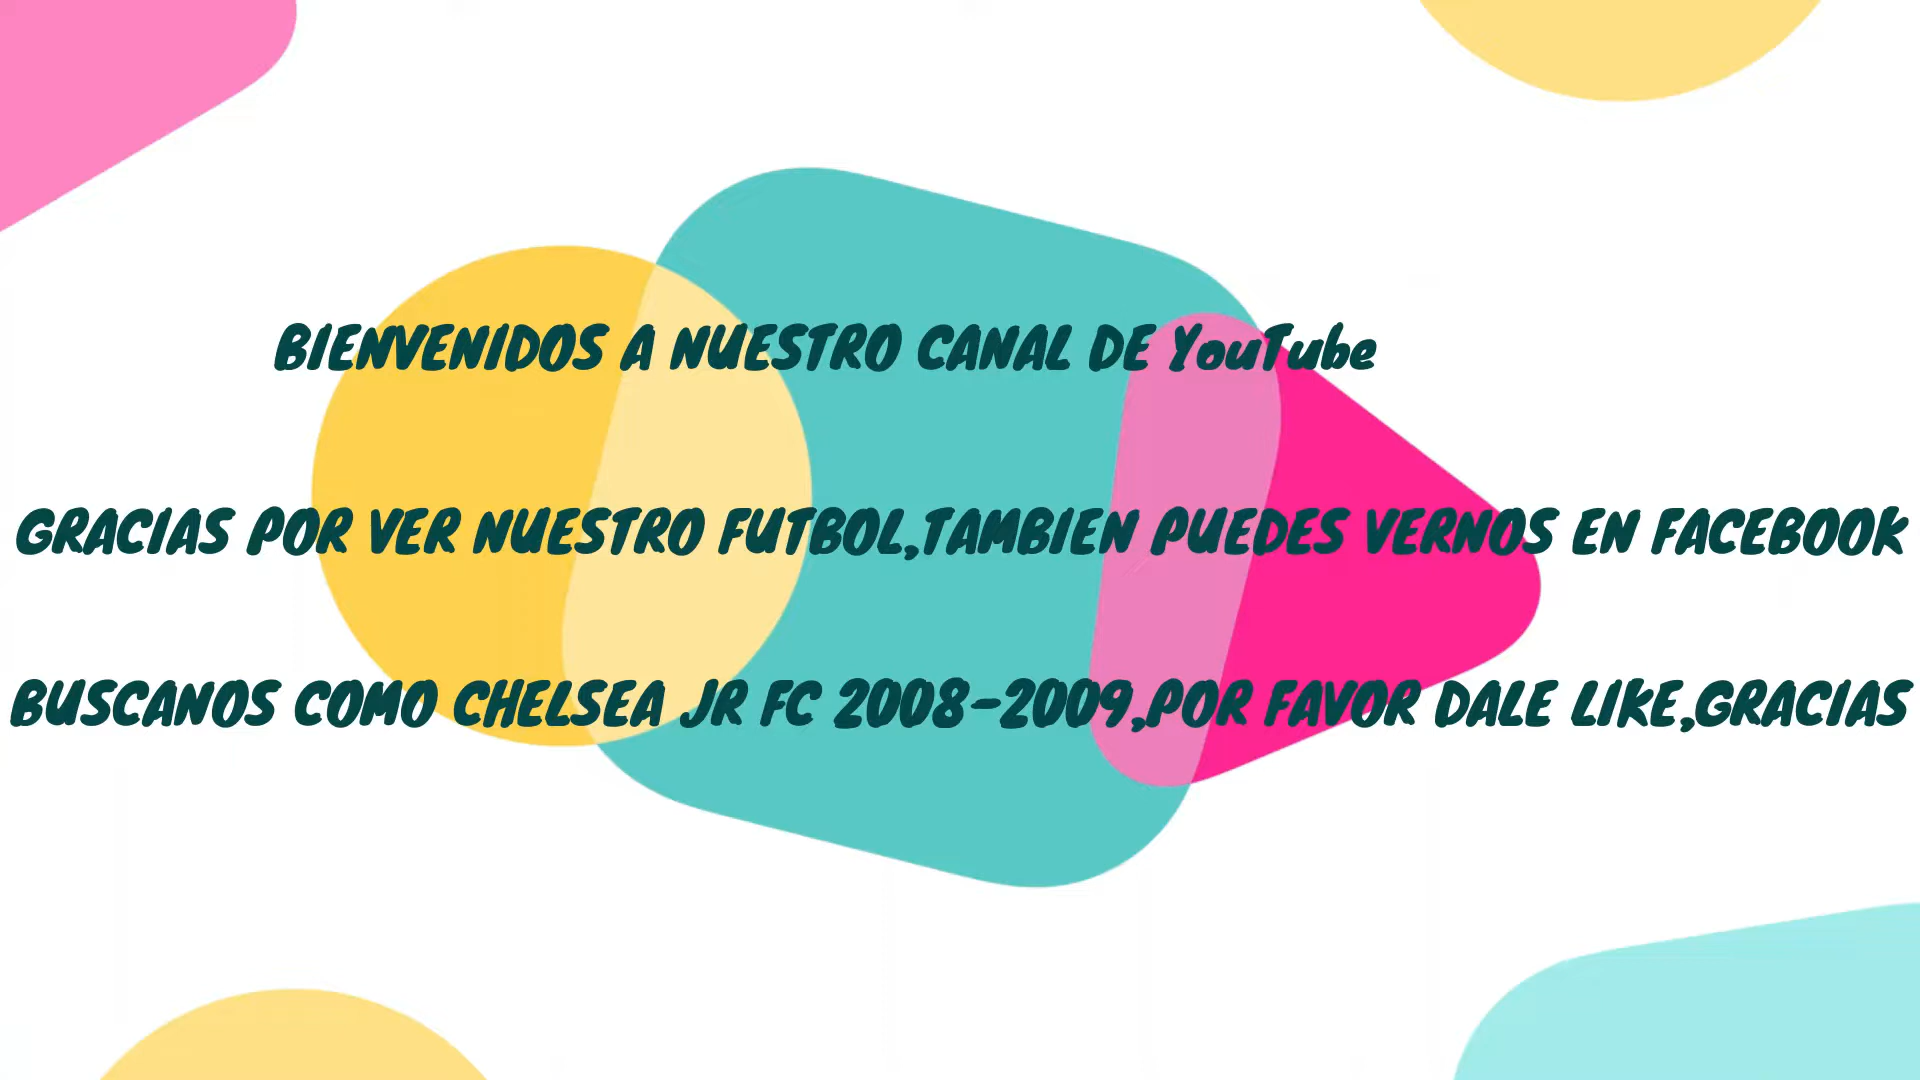 BIENVENIDOS A NUESTRO CANAL DE YouTube
GRACIAS POR VER NUESTRO FUTBOL,TAMBIEN PUEDES VERNOS EN FACEBOOK
BUSCANOS COMO CHELSEA JR FC 2008-2009,POR FAVOR DALE LIKE,GRACIAS